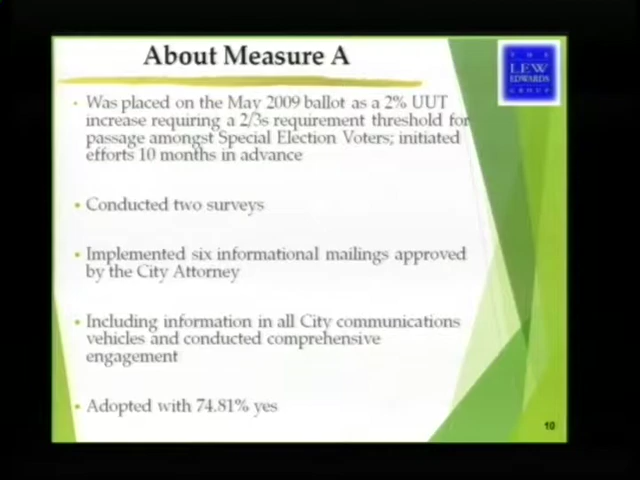 About Measure A
THE
LEW
EDWARDS
GROUP
Was placed on the May 2009 ballot as a 2% UUT
increase requiring a 2/3s requirement threshold for
passage amongst Special Election Voters; initiated
efforts 10 months in advance
Conducted two surveys
Implemented six informational mailings approved
by the City Attorney
Including information in all City communications
vehicles and conducted comprehensive
engagement
Adopted with 74.81% yes
10